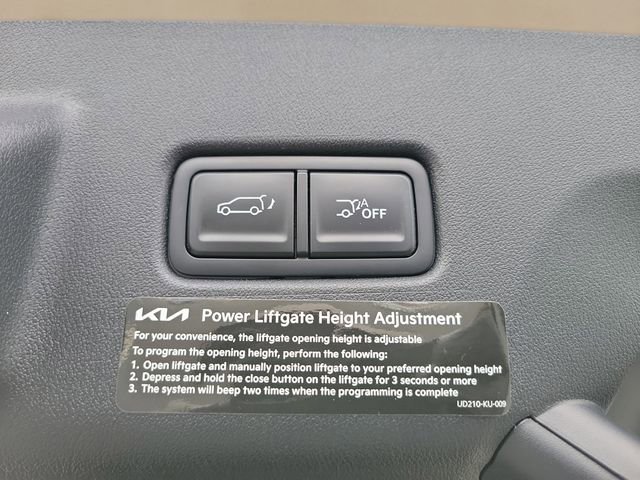 A
OFF
KIA Power Liftgate Height Adjustment
For your convenience, the liftgate opening height is adjustable
To program the opening height, perform the following:
1. Open liftgate and manually position liftgate to your preferred opening height
2. Depress and hold the close button on the liftgate for 3 seconds or more
3. The system will beep two times when the programming is complete
UD210-KU-009